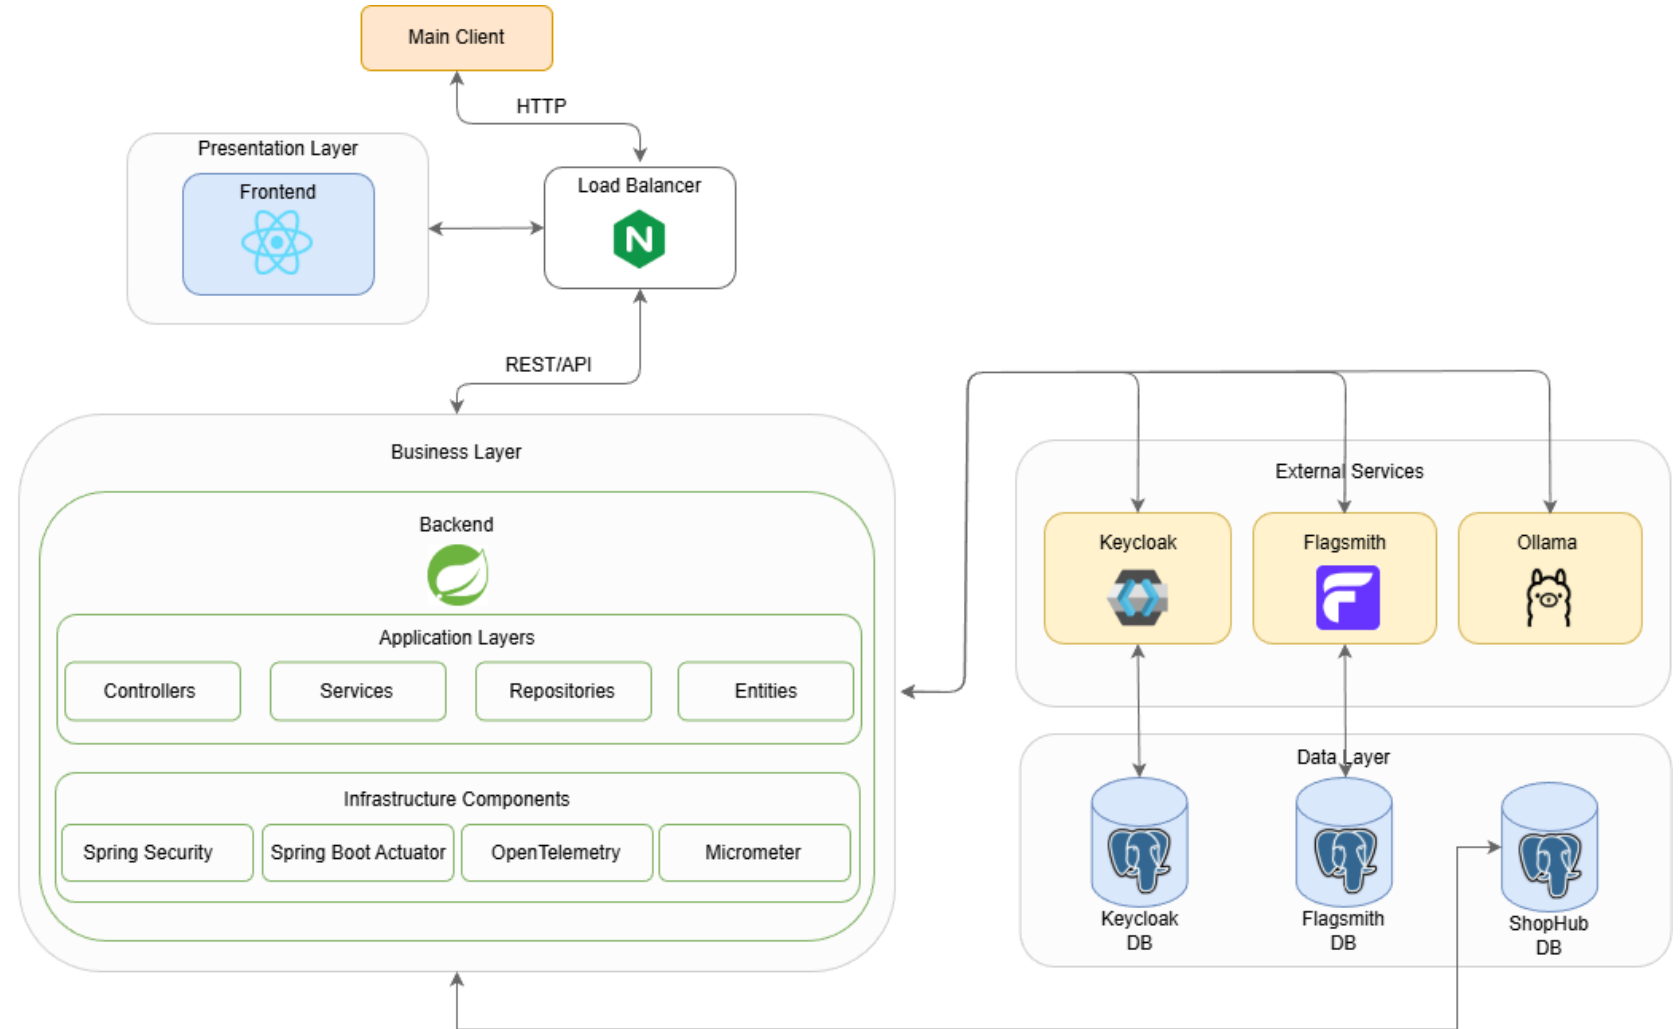 Main Client
HTTP
Presentation Layer
Frontend
Load Balancer
N
REST/API
Business Layer
Backend
Application Layers
Controllers
Services
Repositories
Entities
Infrastructure Components
Spring Security
Spring Boot Actuator
OpenTelemetry
Micrometer
External Services
Keycloak
Flagsmith
Ollama
Data Layer
Keycloak
DB
Flagsmith
DB
ShopHub
DB